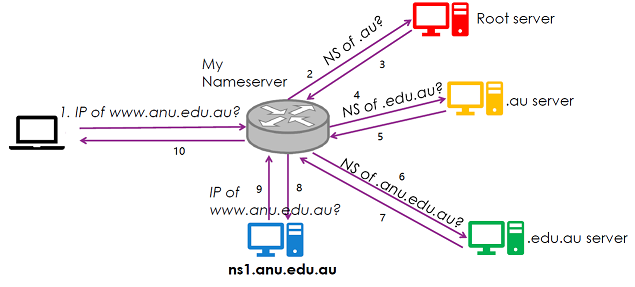 Root server
NS of .au?
2
3
My
Nameserver
4
NS of .edu.au?
5
.au server
1. IP of www.anu.edu.au?
10
NS of .anu.edu.au?
6
7
9
8
IP of
www.anu.edu.au?
.edu.au server
ns1.anu.edu.au